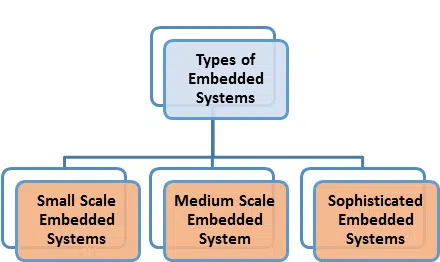 Types of
Embedded
Systems
Small Scale
Embedded
Systems
Medium Scale
Embedded
System
Sophisticated
Embedded
Systems